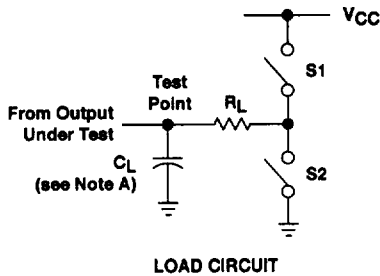 VCC
S1
Test
Point
RL
From Output
Under Test
CL
(see Note A)
S2
LOAD CIRCUIT